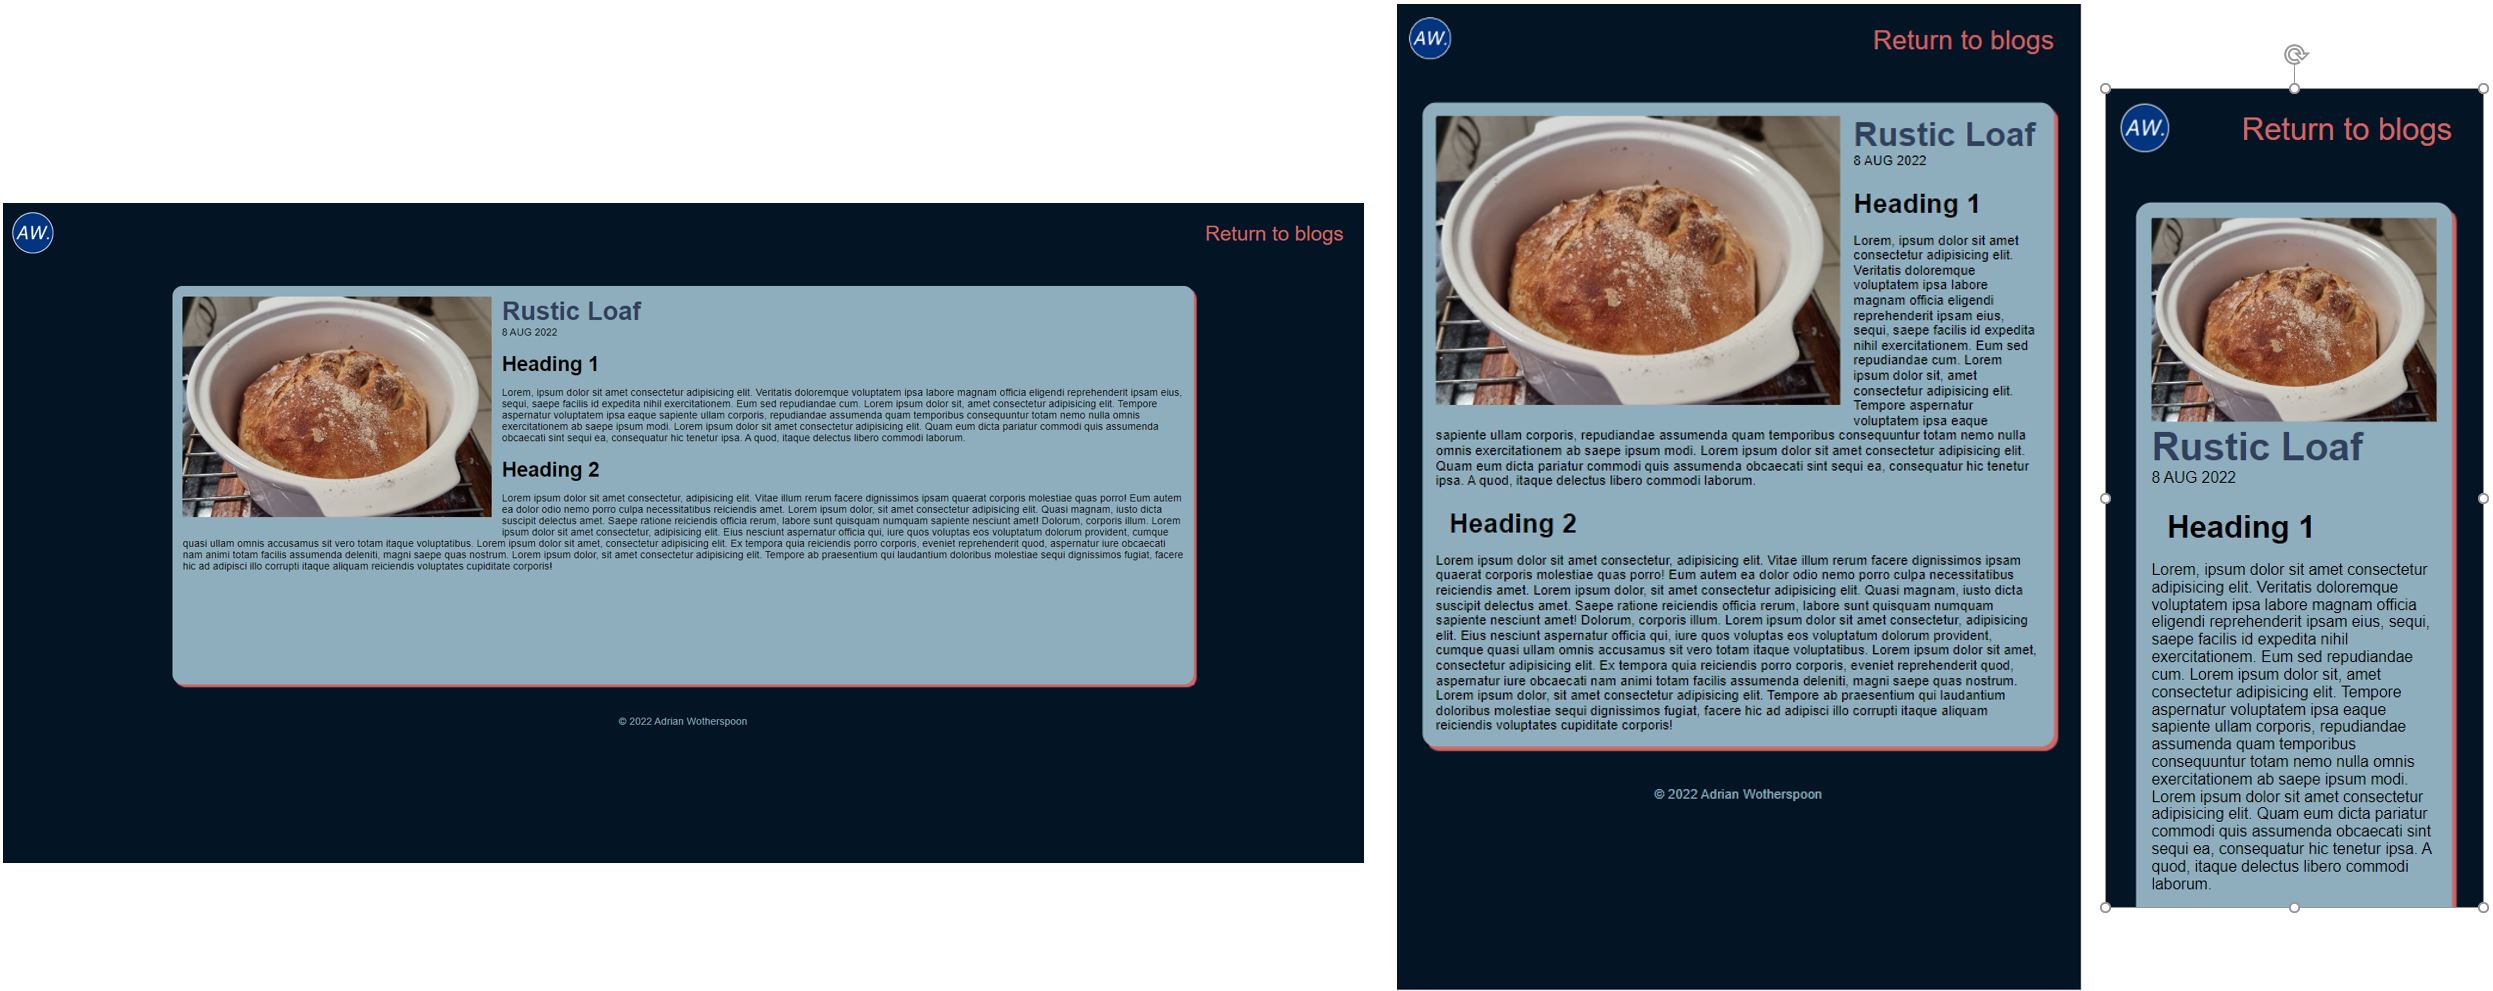 AW.
Return to blogs
Rustic Loaf
8 AUG 2022
Heading 1
Lorem, ipsum dolor sit amet consectetur adipisicing elit. Veritatis doloremque voluptatem ipsa labore magnam officia eligendi reprehenderit ipsam eius,
sequi, saepe facilis id expedita nihil exercitationem. Eum sed repudiandae cum. Lorem ipsum dolor sit, amet consectetur adipisicing elit. Tempore
aspernatur voluptatem ipsa eaque sapiente ullam corporis, repudiandae assumenda quam temporibus consequuntur totam nemo nulla omnis
exercitationem ab saepe ipsum modi. Lorem ipsum dolor sit amet consectetur adipisicing elit. Quam eum dicta pariatur commodi quis assumenda
obcaecati sint sequi ea, consequatur hic tenetur ipsa. A quod, itaque delectus libero commodi laborum.
Heading 2
Lorem ipsum dolor sit amet consectetur, adipisicing elit. Vitae illum rerum facere dignissimos ipsam quaerat corporis molestiae quas porro! Eum autem
ea dolor odio nemo porro culpa necessitatibus reiciendis amet. Lorem ipsum dolor, sit amet consectetur adipisicing elit. Quasi magnam, iusto dicta
suscipit delectus amet. Saepe ratione reiciendis officia rerum, labore sunt quisquam numquam sapiente nesciunt amet! Dolorum, corporis illum. Lorem
ipsum dolor sit amet consectetur, adipisicing elit. Eius nesciunt aspernatur officia qui, iure quos voluptas eos voluptatum dolorum provident, cumque
quasi ullam omnis accusamus sit vero totam itaque voluptatibus. Lorem ipsum dolor sit amet, consectetur adipisicing elit. Ex tempora quia reiciendis porro corporis, eveniet reprehenderit quod, aspernatur iure obcaecati
nam animi totam facilis assumenda deleniti, magni saepe quas nostrum. Lorem ipsum dolor, sit amet consectetur adipisicing elit. Tempore ab praesentium qui laudantium doloribus molestiae sequi dignissimos fugiat, facere
hic ad adipisci illo corrupti itaque aliquam reiciendis voluptates cupiditate corporis!
© 2022 Adrian Wotherspoon
AW.
Return to blogs
Rustic Loaf
8 AUG 2022
Heading 1
Lorem, ipsum dolor sit amet
consectetur adipisicing elit.
Veritatis doloremque
voluptatem ipsa labore
magnam officia eligendi
reprehenderit ipsam eius,
sequi, saepe facilis id expedita
nihil exercitationem. Eum sed
repudiandae cum. Lorem
ipsum dolor sit, amet
consectetur adipisicing elit.
Tempore aspernatur
voluptatem ipsa eaque
sapiente ullam corporis, repudiandae assumenda quam temporibus consequuntur totam nemo nulla
omnis exercitationem ab saepe ipsum modi. Lorem ipsum dolor sit amet consectetur adipisicing elit.
Quam eum dicta pariatur commodi quis assumenda obcaecati sint sequi ea, consequatur hic tenetur
ipsa. A quod, itaque delectus libero commodi laborum.
Heading 2
Lorem ipsum dolor sit amet consectetur, adipisicing elit. Vitae illum rerum facere dignissimos ipsam
quaerat corporis molestiae quas porro! Eum autem ea dolor odio nemo porro culpa necessitatibus
reiciendis amet. Lorem ipsum dolor, sit amet consectetur adipisicing elit. Quasi magnam, iusto dicta
suscipit delectus amet. Saepe ratione reiciendis officia rerum, labore sunt quisquam numquam
sapiente nesciunt amet! Dolorum, corporis illum. Lorem ipsum dolor sit amet consectetur, adipisicing
elit. Eius nesciunt aspernatur officia qui, iure quos voluptas eos voluptatum dolorum provident,
cumque quasi ullam omnis accusamus sit vero totam itaque voluptatibus. Lorem ipsum dolor sit amet,
consectetur adipisicing elit. Ex tempora quia reiciendis porro corporis, eveniet reprehenderit quod,
aspernatur iure obcaecati nam animi totam facilis assumenda deleniti, magni saepe quas nostrum.
Lorem ipsum dolor, sit amet consectetur adipisicing elit. Tempore ab praesentium qui laudantium
doloribus molestiae sequi dignissimos fugiat, facere hic ad adipisci illo corrupti itaque aliquam
reiciendis voluptates cupiditate corporis!
© 2022 Adrian Wotherspoon
AW.
Return to blogs
Rustic Loaf
8 AUG 2022
Heading 1
Lorem, ipsum dolor sit amet consectetur
adipisicing elit. Veritatis doloremque
voluptatem ipsa labore magnam officia
eligendi reprehenderit ipsam eius, sequi,
saepe facilis id expedita nihil
exercitationem. Eum sed repudiandae
cum. Lorem ipsum dolor sit, amet
consectetur adipisicing elit. Tempore
aspernatur voluptatem ipsa eaque
sapiente ullam corporis, repudiandae
assumenda quam temporibus
consequuntur totam nemo nulla omnis
exercitationem ab saepe ipsum modi.
Lorem ipsum dolor sit amet consectetur
adipisicing elit. Quam eum dicta pariatur
commodi quis assumenda obcaecati sint
sequi ea, consequatur hic tenetur ipsa. A
quod, itaque delectus libero commodi
laborum.